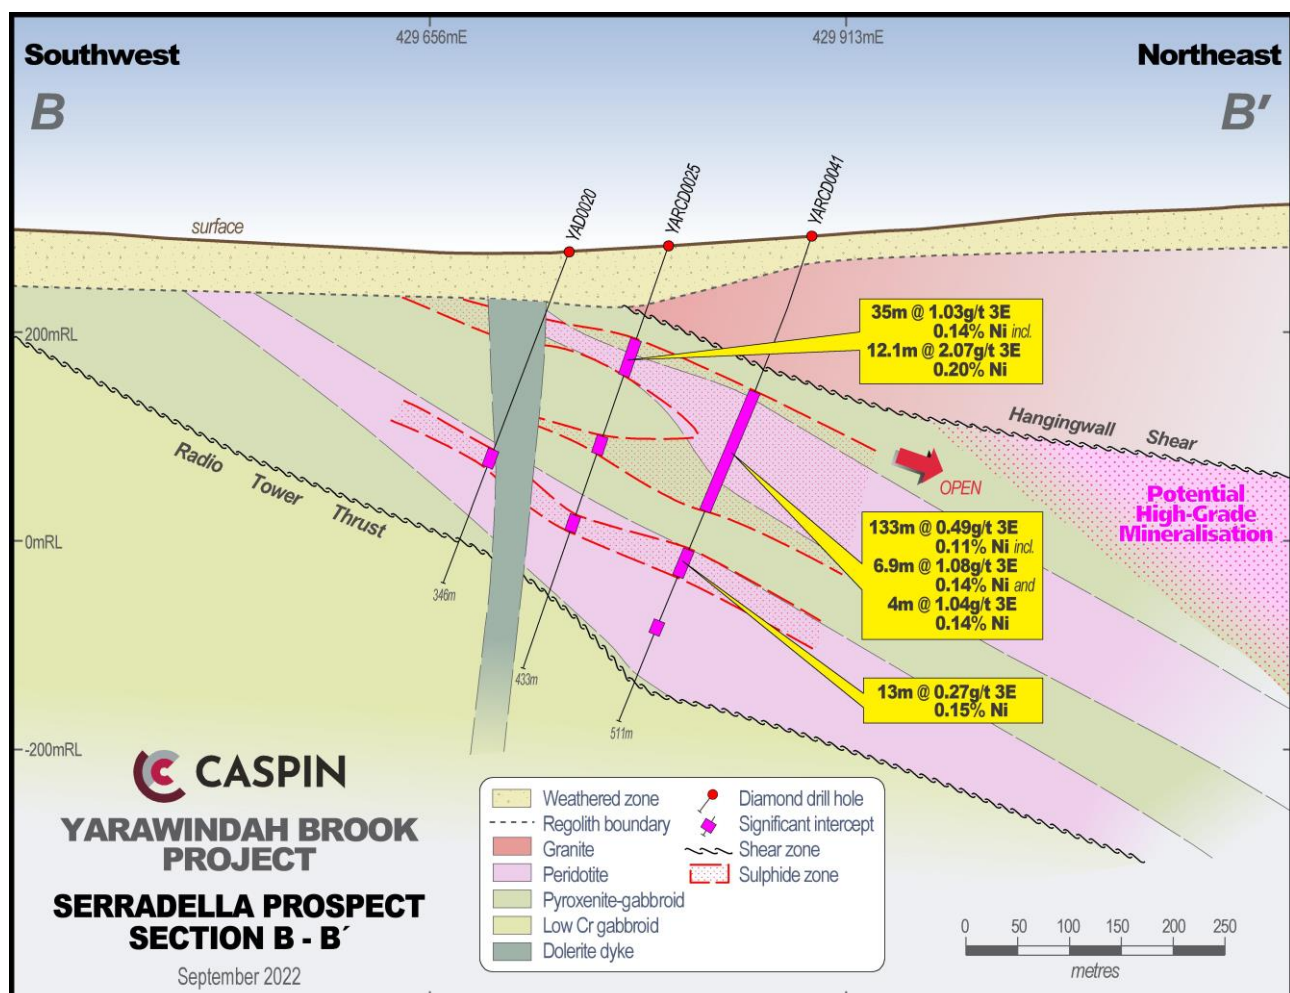 429 656mE
429 913mE
Southwest
Northeast
B
B′
surface
YAD0020
YARCD0025
YARCD0041
35m @ 1.03g/t 3E
0.14% Ni incl.
12.1m @ 2.07g/t 3E
0.20% Ni
200mRL
Hangingwall Shear
Radio Tower Thrust
OPEN
Potential
High-Grade
Mineralisation
133m @ 0.49g/t 3E
0.11% Ni incl.
6.9m @ 1.08g/t 3E
0.14% Ni and
4m @ 1.04g/t 3E
0.14% Ni
0mRL
346m
433m
511m
13m @ 0.27g/t 3E
0.15% Ni
-200mRL
CASPIN
YARAWINDAH BROOK
PROJECT
SERRADELLA PROSPECT
SECTION B - B′
September 2022
Weathered zone
Regolith boundary
Granite
Peridotite
Pyroxenite-gabbroid
Low Cr gabbroid
Dolerite dyke
Diamond drill hole
Significant intercept
Shear zone
Sulphide zone
0 50 100 150 200 250
metres